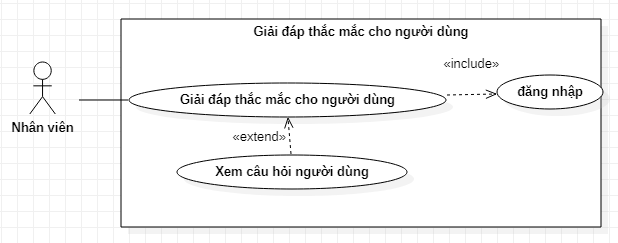 Giải đáp thắc mắc cho người dùng
«include»
đăng nhập
Giải đáp thắc mắc cho người dùng
Nhân viên
«extend»
Xem câu hỏi người dùng